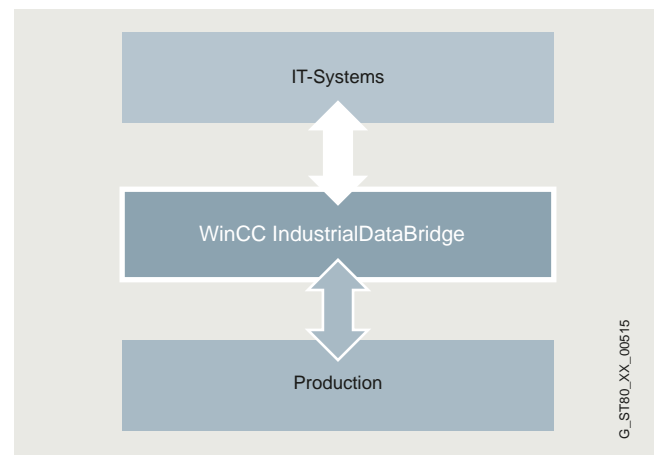 IT-Systems
WinCC IndustrialDataBridge
Production
G_ST80_XX_00515